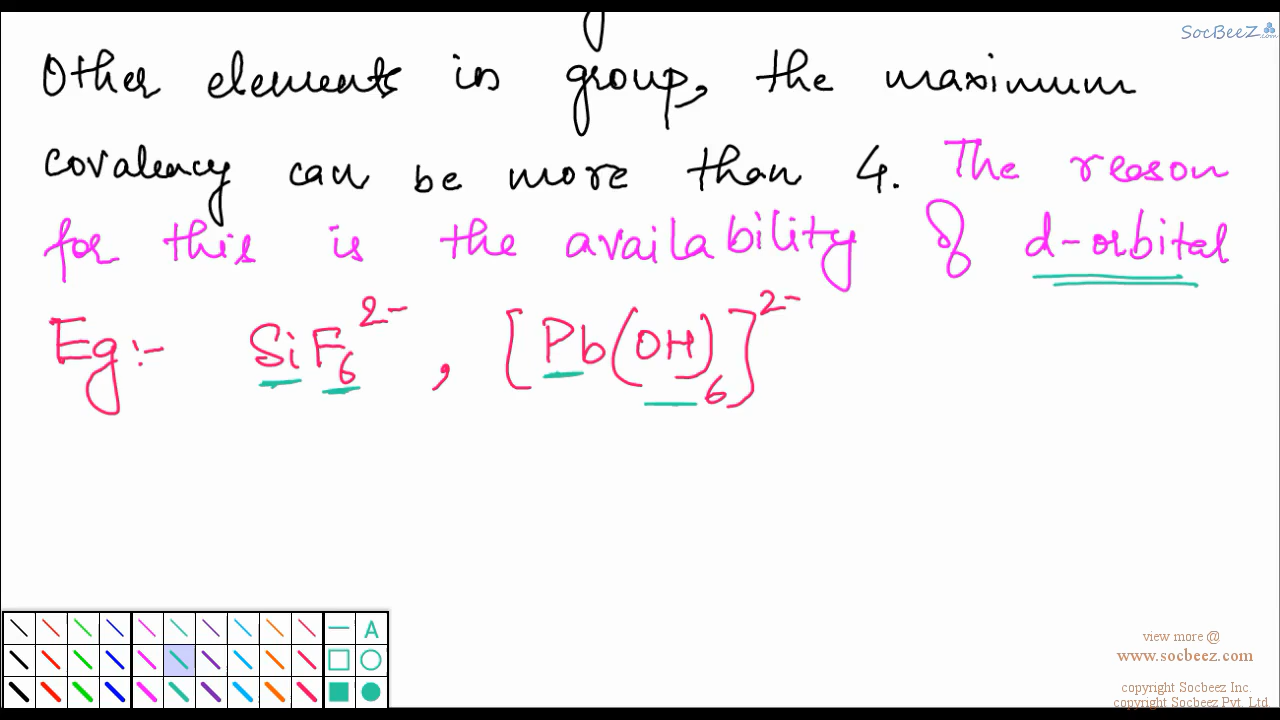 SocBeeZ.com
Other elements in group, the maximum
covalency can be more than 4. The reason
for this is the availability of d-orbital
Eg:- SiF₆²⁻, [Pb(OH)₆]²⁻
A
view more @
www.socbeez.com
copyright Socbeez Inc.
copyright Socbeez Pvt. Ltd.